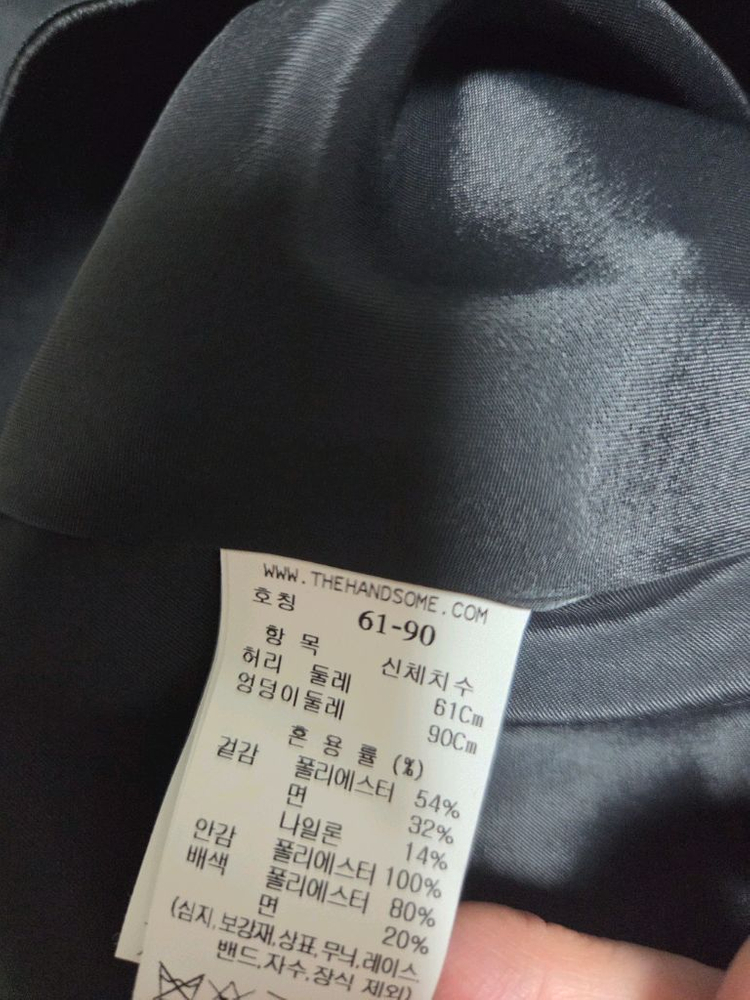 WWW.THEHANDSOME.COM
호칭 61-90
항 목 신체치수
허리 둘레 61Cm
엉덩이둘레 90Cm
혼 용 률 (%)
겉감 폴리에스터 54%
면 32%
나일론 14%
안감 폴리에스터 100%
배색 폴리에스터 80%
면 20%
(심지,보강재,상표,무늬,레이스
밴드,자수,장식 제외)